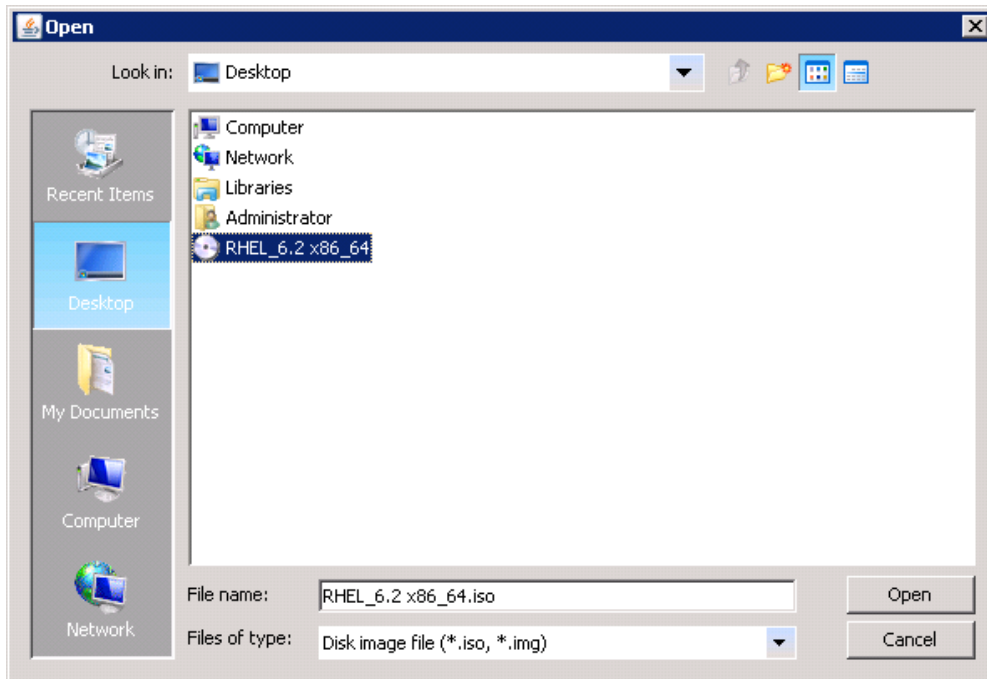 Open
Look in: Desktop
Recent Items
Desktop
My Documents
Computer
Network
Computer
Network
Libraries
Administrator
RHEL_6.2 x86_64
File name: RHEL_6.2 x86_64.iso Open
Files of type: Disk image file (*.iso, *.img) Cancel